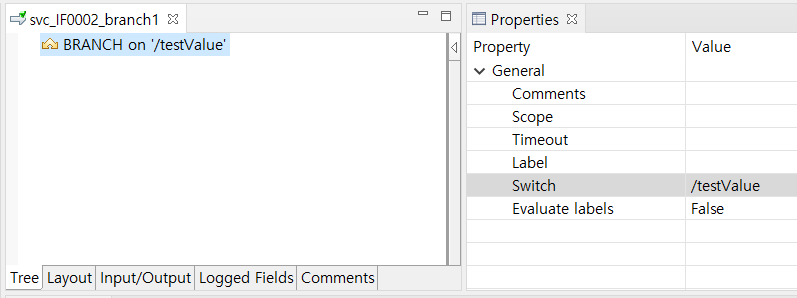 svc_IF0002_branch1
BRANCH on '/testValue'
Tree Layout Input/Output Logged Fields Comments
Properties
Property Value
General
Comments
Scope
Timeout
Label
Switch /testValue
Evaluate labels False